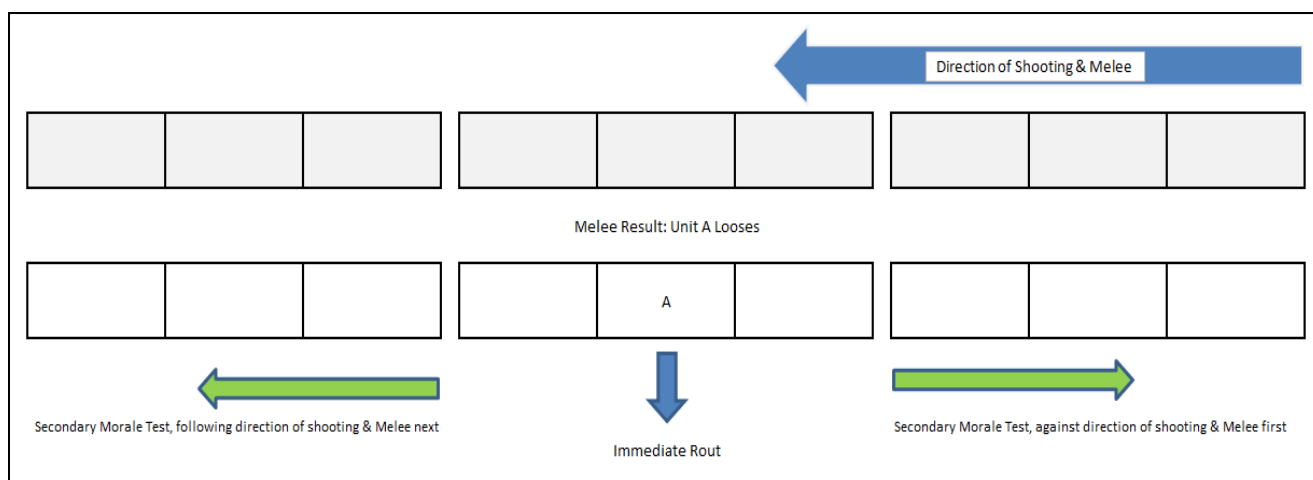 Direction of Shooting & Melee
Melee Result: Unit A Looses
A
Secondary Morale Test, following direction of shooting & Melee next
Secondary Morale Test, against direction of shooting & Melee first
Immediate Rout